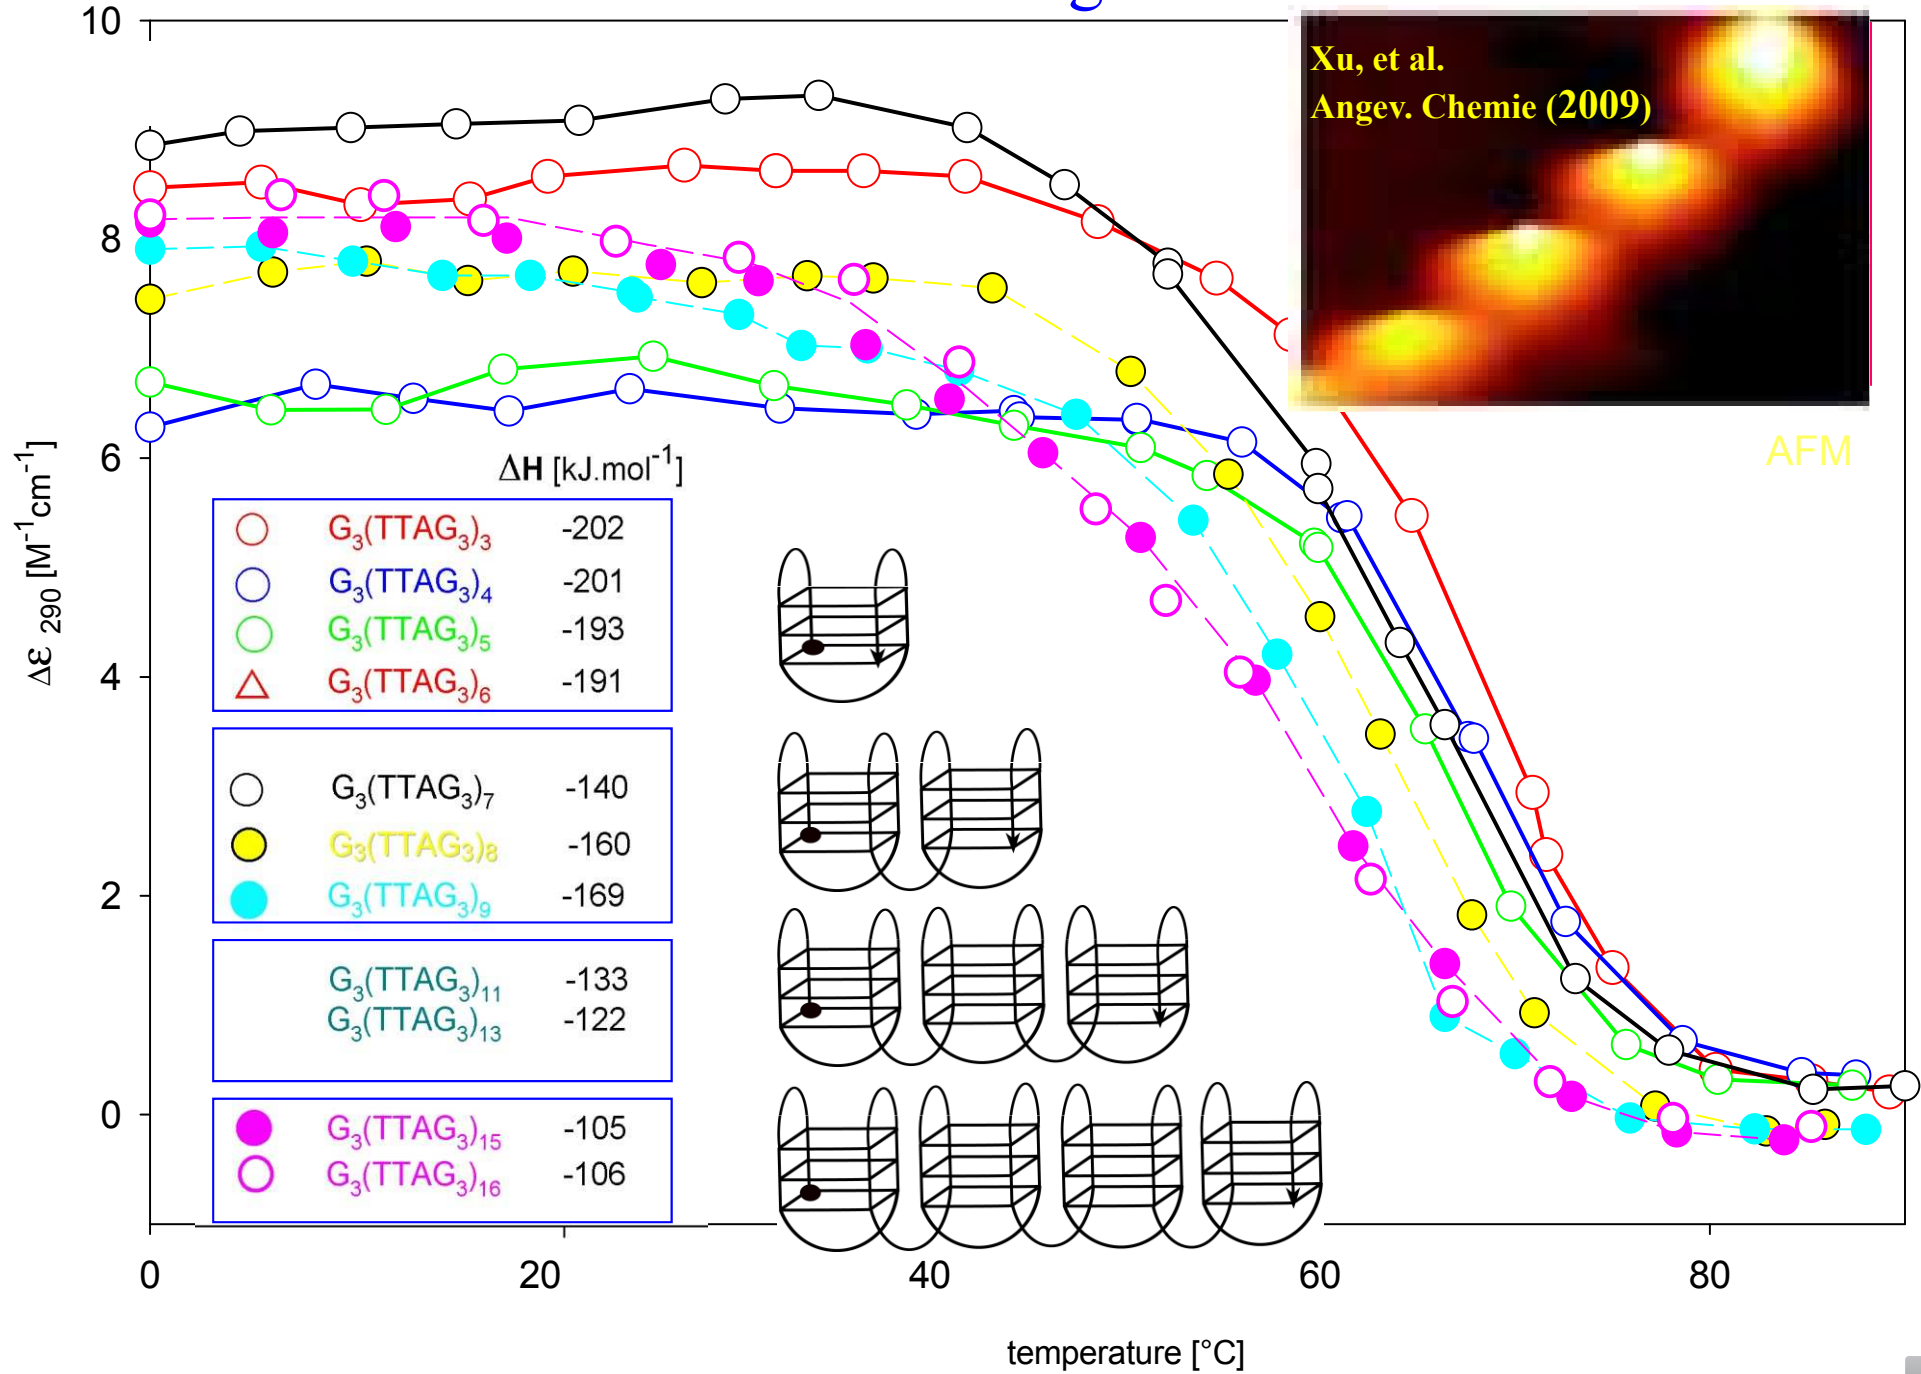 g
10
8
6
4
2
0
Δε 290 [M-1cm-1]
Xu, et al.
Angev. Chemie (2009)
AFM
ΔH [kJ.mol-1]
G3(TTAG3)3 -202
G3(TTAG3)4 -201
G3(TTAG3)5 -193
G3(TTAG3)6 -191
G3(TTAG3)7 -140
G3(TTAG3)8 -160
G3(TTAG3)9 -169
G3(TTAG3)11 -133
G3(TTAG3)13 -122
G3(TTAG3)15 -105
G3(TTAG3)16 -106
0 20 40 60 80
temperature [°C]